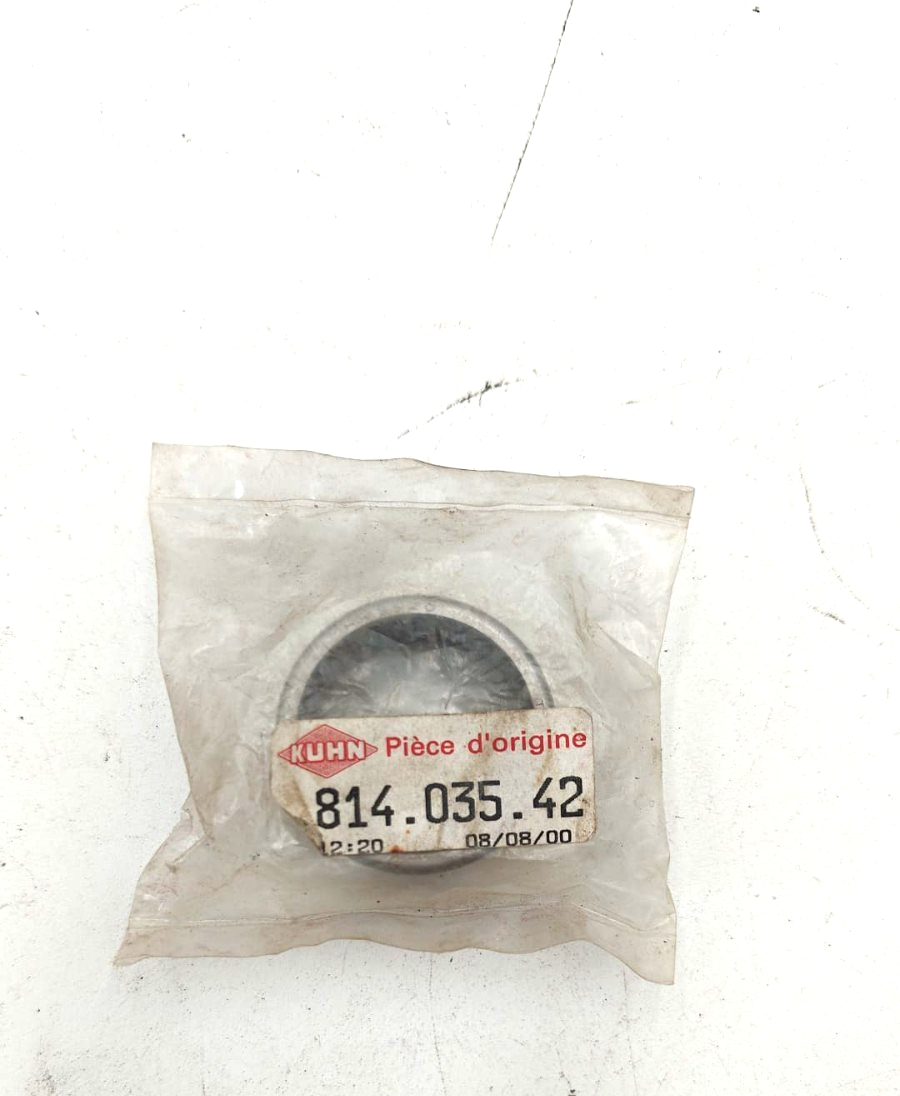 KUHN Pièce d'origine
814.035.42
12:20 08/08/00